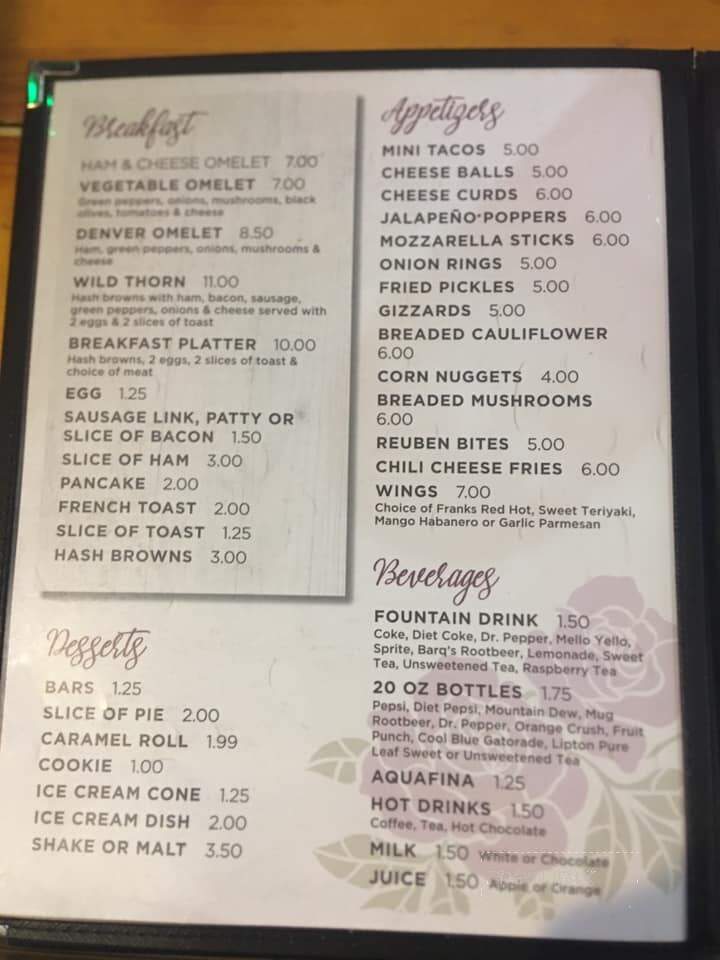 Breakfast
HAM & CHEESE OMELET 7.00
VEGETABLE OMELET 7.00
Green peppers, onions, mushrooms, black
olives, tomatoes & cheese
DENVER OMELET 8.50
Ham, green peppers, onions, mushrooms &
cheese
WILD THORN 11.00
Hash browns with ham, bacon, sausage,
green peppers, onions & cheese served with
2 eggs & 2 slices of toast
BREAKFAST PLATTER 10.00
Hash browns, 2 eggs, 2 slices of toast &
choice of meat
EGG 1.25
SAUSAGE LINK, PATTY OR
SLICE OF BACON 1.50
SLICE OF HAM 3.00
PANCAKE 2.00
FRENCH TOAST 2.00
SLICE OF TOAST 1.25
HASH BROWNS 3.00
Desserts
BARS 1.25
SLICE OF PIE 2.00
CARAMEL ROLL 1.99
COOKIE 1.00
ICE CREAM CONE 1.25
ICE CREAM DISH 2.00
SHAKE OR MALT 3.50
Appetizers
MINI TACOS 5.00
CHEESE BALLS 5.00
CHEESE CURDS 6.00
JALAPEÑO POPPERS 6.00
MOZZARELLA STICKS 6.00
ONION RINGS 5.00
FRIED PICKLES 5.00
GIZZARDS 5.00
BREADED CAULIFLOWER
6.00
CORN NUGGETS 4.00
BREADED MUSHROOMS
6.00
REUBEN BITES 5.00
CHILI CHEESE FRIES 6.00
WINGS 7.00
Choice of Franks Red Hot, Sweet Teriyaki,
Mango Habanero or Garlic Parmesan
Beverages
FOUNTAIN DRINK 1.50
Coke, Diet Coke, Dr. Pepper, Mello Yello,
Sprite, Barq's Rootbeer, Lemonade, Sweet
Tea, Unsweetened Tea, Raspberry Tea
20 OZ BOTTLES 1.75
Pepsi, Diet Pepsi, Mountain Dew, Mug
Rootbeer, Dr. Pepper, Orange Crush, Fruit
Punch, Cool Blue Gatorade, Lipton Pure
Leaf Sweet or Unsweetened Tea
AQUAFINA 1.25
HOT DRINKS 1.50
Coffee, Tea, Hot Chocolate
MILK 1.50 White or Chocolate
JUICE 1.50 Apple or Orange